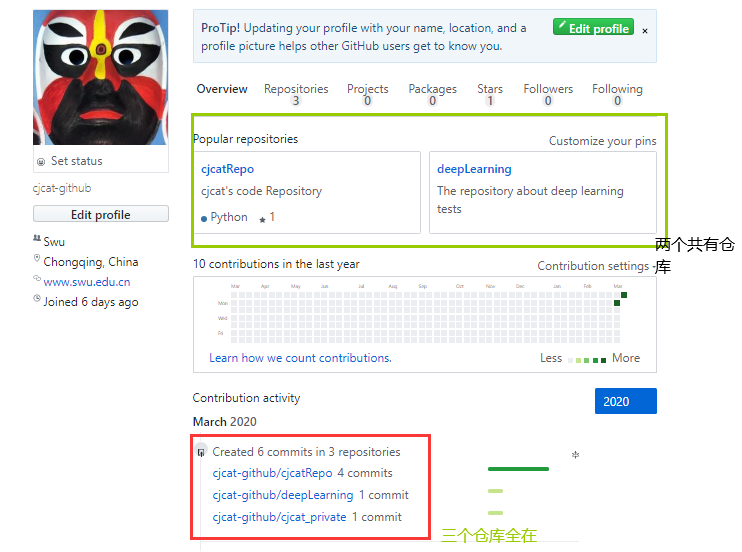 ProTip! Updating your profile with your name, location, and a
profile picture helps other GitHub users get to know you.
Edit profile
×
Overview Repositories 3 Projects 0 Packages 0 Stars 1 Followers 0 Following 0
Set status
cjcat-github
Edit profile
Swu
Chongqing, China
www.swu.edu.cn
Joined 6 days ago
Popular repositories
Customize your pins
cjcatRepo
cjcat's code Repository
Python 1
deepLearning
The repository about deep learning
tests
两个共有仓
库
10 contributions in the last year
Contribution settings
Mar Apr May Jun Jul Aug Sep Oct Nov Dec Jan Feb Mar
Mon
Wed
Fri
Learn how we count contributions.
Less More
Contribution activity
2020
March 2020
Created 6 commits in 3 repositories
cjcat-github/cjcatRepo 4 commits
cjcat-github/deepLearning 1 commit
cjcat-github/cjcat_private 1 commit
三个仓库全在